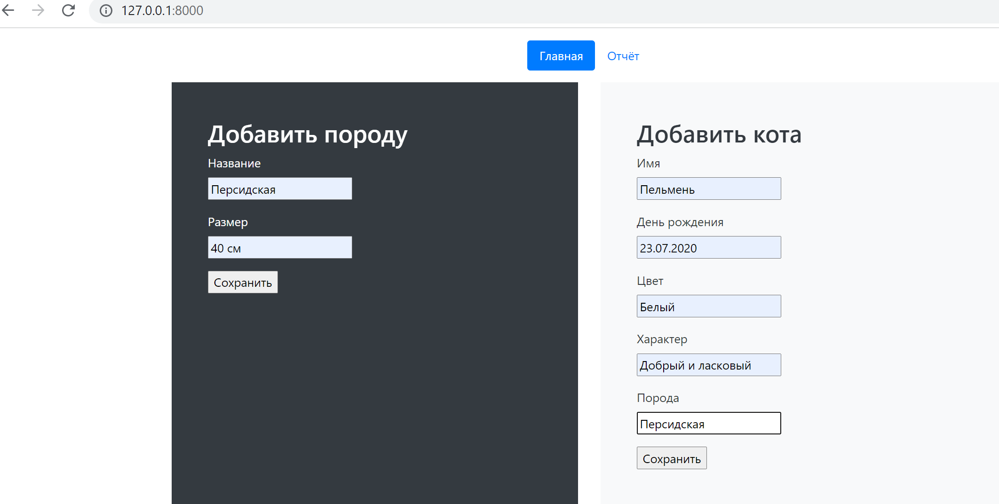 127.0.0.1:8000
Главная Отчёт
Добавить породу
Название
Персидская
Размер
40 см
Сохранить
Добавить кота
Имя
Пельмень
День рождения
23.07.2020
Цвет
Белый
Характер
Добрый и ласковый
Порода
Персидская
Сохранить